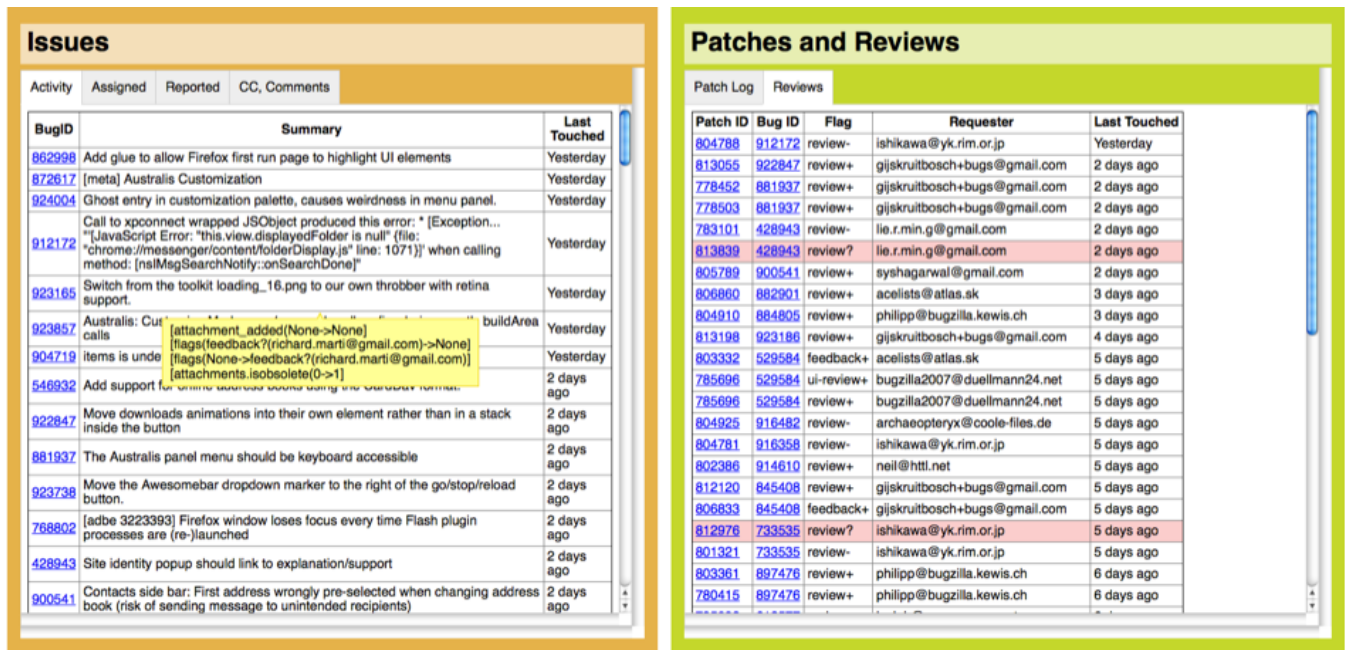 Issues
Activity Assigned Reported CC, Comments
BugID Summary Last Touched
862998 Add glue to allow Firefox first run page to highlight UI elements Yesterday
872617 [meta] Australis Customization Yesterday
924004 Ghost entry in customization palette, causes weirdness in menu panel. Yesterday
912172 Call to xpconnect wrapped JSObject produced this error: * [Exception...
"'[JavaScript Error: "this.view.displayedFolder is null" {file:
"chrome://messenger/content/folderDisplay.js" line: 1071}]' when calling
method: [nsIMsgSearchNotify::onSearchDone]" Yesterday
923165 Switch from the toolkit loading_16.png to our own throbber with retina
support. Yesterday
923857 Australis: buildArea
calls Yesterday
[attachment_added(None->None]
[flags(feedback?(richard.marti@gmail.com)->None]
[flags(None->feedback?(richard.marti@gmail.com)]
[attachments.isobsolete(0->1]
904719 items is Yesterday
546932 Add support 2 days
ago
922847 Move downloads animations into their own element rather than in a stack
inside the button 2 days
ago
881937 The Australis panel menu should be keyboard accessible 2 days
ago
923738 Move the Awesomebar dropdown marker to the right of the go/stop/reload
button. 2 days
ago
768802 [adbe 3223393] Firefox window loses focus every time Flash plugin
processes are (re-)launched 2 days
ago
428943 Site identity popup should link to explanation/support 2 days
ago
900541 Contacts side bar: First address wrongly pre-selected when changing address
book (risk of sending message to unintended recipients) 2 days
ago
Patches and Reviews
Patch Log Reviews
Patch ID Bug ID Flag Requester Last Touched
804788 912172 review- ishikawa@yk.rim.or.jp Yesterday
813055 922847 review+ gijskruitbosch+bugs@gmail.com 2 days ago
778452 881937 review+ gijskruitbosch+bugs@gmail.com 2 days ago
778503 881937 review+ gijskruitbosch+bugs@gmail.com 2 days ago
783101 428943 review- lie.r.min.g@gmail.com 2 days ago
813839 428943 review? lie.r.min.g@gmail.com 2 days ago
805789 900541 review+ syshagarwal@gmail.com 2 days ago
806860 882901 review+ acelists@atlas.sk 3 days ago
804910 884805 review+ philipp@bugzilla.kewis.ch 3 days ago
813198 923186 review+ gijskruitbosch+bugs@gmail.com 4 days ago
803332 529584 feedback+ acelists@atlas.sk 5 days ago
785696 529584 ui-review+ bugzilla2007@duellmann24.net 5 days ago
785696 529584 review+ bugzilla2007@duellmann24.net 5 days ago
804925 916482 review- archaeopteryx@coole-files.de 5 days ago
804781 916358 review- ishikawa@yk.rim.or.jp 5 days ago
802386 914610 review+ neil@httl.net 5 days ago
812120 845408 review+ gijskruitbosch+bugs@gmail.com 5 days ago
806833 845408 feedback+ gijskruitbosch+bugs@gmail.com 5 days ago
812976 733535 review? ishikawa@yk.rim.or.jp 5 days ago
801321 733535 review- ishikawa@yk.rim.or.jp 5 days ago
803361 897476 review+ philipp@bugzilla.kewis.ch 6 days ago
780415 897476 review+ philipp@bugzilla.kewis.ch 6 days ago